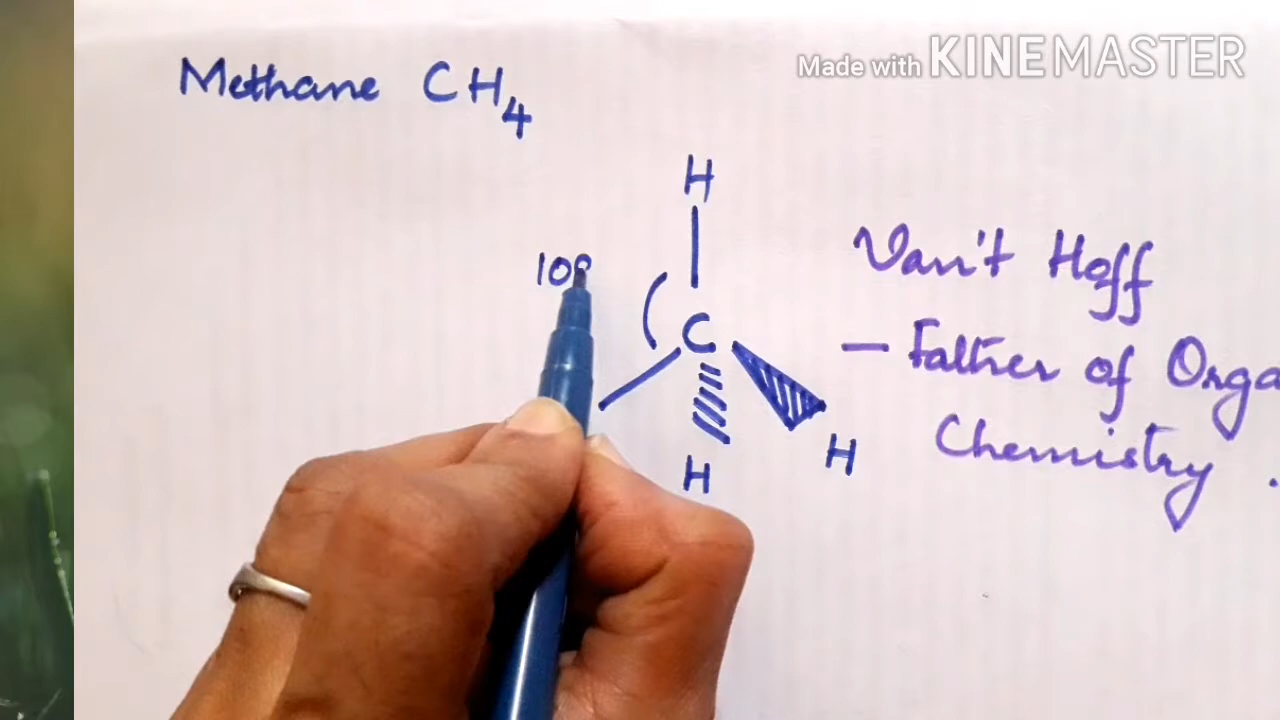 Made with KINEMASTER
Methane CH₄
H
109
C
H
H
Van't Hoff
– Father of Orga
Chemistry .